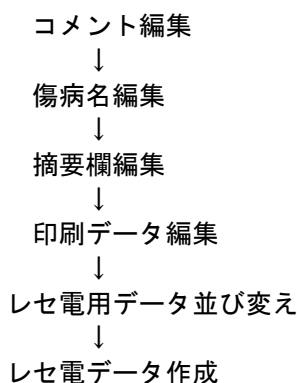 コメント編集
↓
傷病名編集
↓
摘要欄編集
↓
印刷データ編集
↓
レセ電用データ並び変え
↓
レセ電データ作成